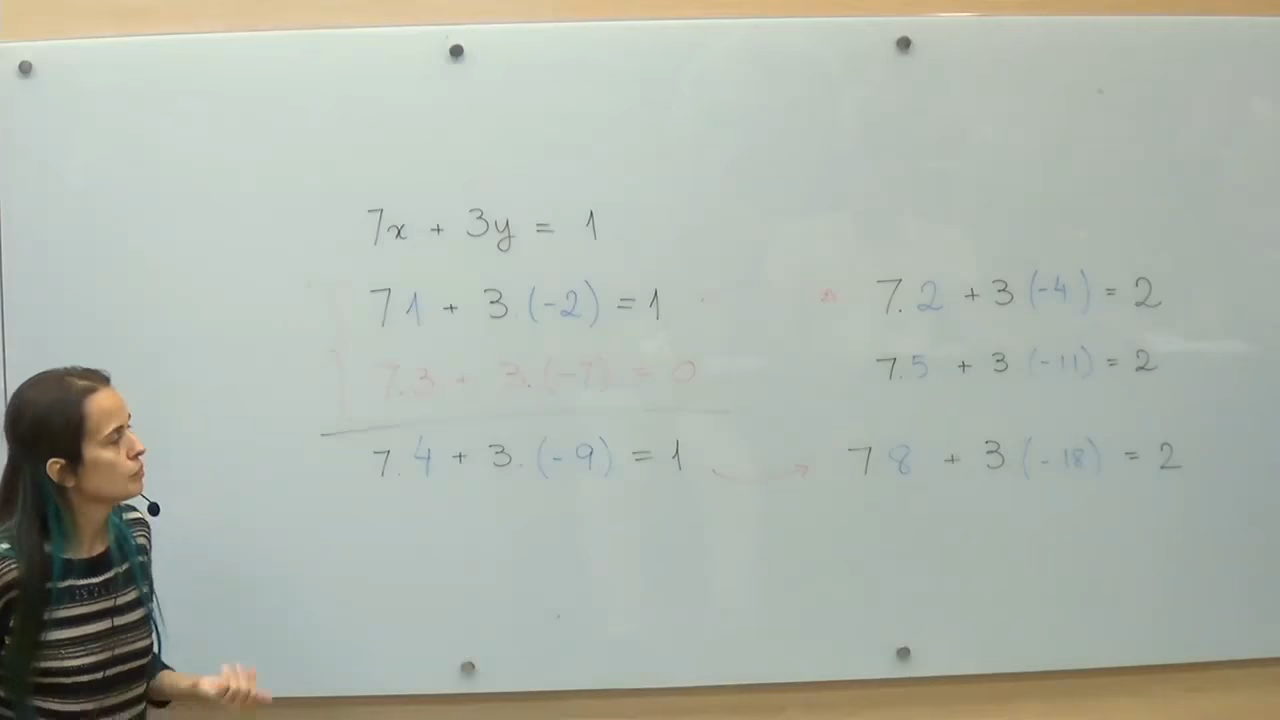 7x + 3y = 1
7 1 + 3 (-2) = 1
7.3 + 3.(-7) = 0
7. 4 + 3. (-9) = 1
7. 2 + 3 (-4) = 2
7.5 + 3 (-11) = 2
7 8 + 3 (-18) = 2